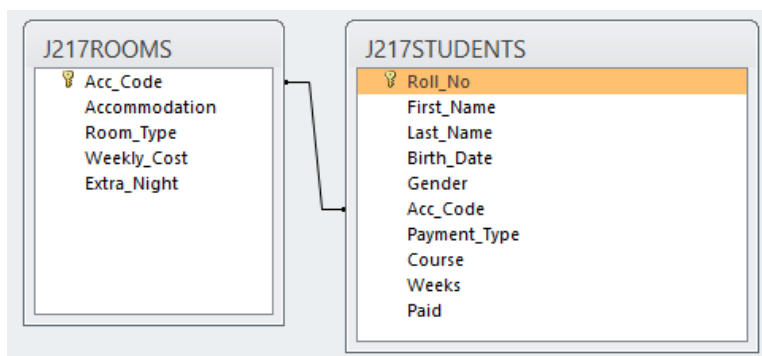 J217ROOMS
Acc_Code
Accommodation
Room_Type
Weekly_Cost
Extra_Night
J217STUDENTS
Roll_No
First_Name
Last_Name
Birth_Date
Gender
Acc_Code
Payment_Type
Course
Weeks
Paid